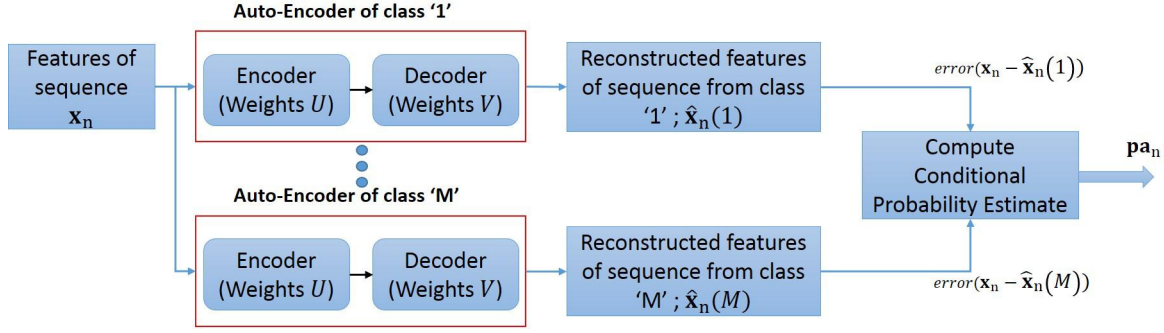 Auto-Encoder of class ‘1’
Features of
sequence
𝐱n
Encoder
(Weights U)
Decoder
(Weights V)
Reconstructed features
of sequence from class
‘1’ ; x̂n(1)
error(xn − x̂n(1))
Auto-Encoder of class ‘M’
Encoder
(Weights U)
Decoder
(Weights V)
Reconstructed features
of sequence from class
‘M’ ; x̂n(M)
error(xn − x̂n(M))
Compute
Conditional
Probability Estimate
pan